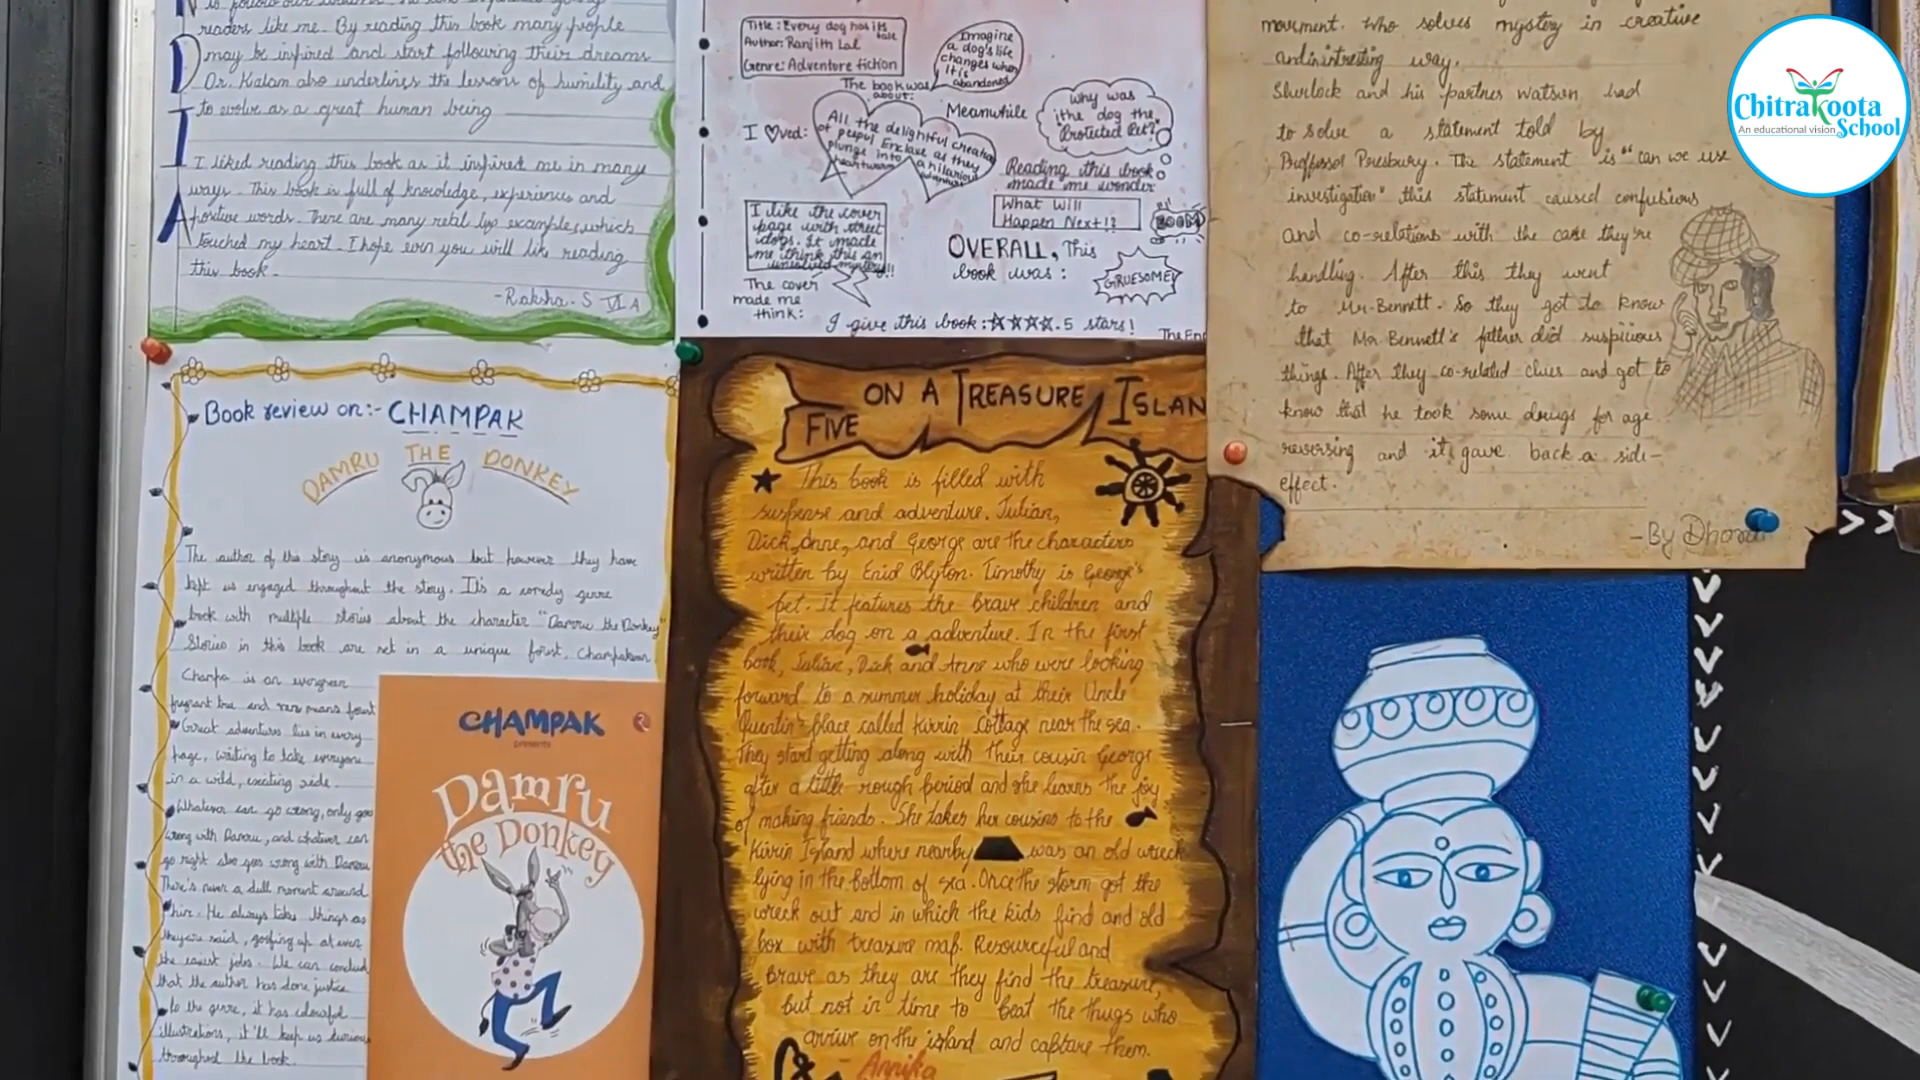 readers like me. By reading this book many people
may be inspired and start following their dreams
Dr. Kalam also underlines the lessons of humility and
to evolve as a great human being
I liked reading this book as it inspired me in many
ways. This book is full of knowledge, experience and
positive words. There are many real life examples, which
touched my heart. I hope even you will like reading
this book.
-Raksha. S VI A
N
D
I
A
Title: Every dog has its tale
Author: Ranjith Lal
Genre: Adventure fiction
Imagine
a dog's life
changes when
it is
abandoned
The book was
about:
Meanwhile
Why was
the dog the
Protected Pet?
I ♥ved:
All the delightful
of peepul Enclave as they
plunge into a hilarious
heartwarm
Reading this book
made me wonder
What Will
Happen Next!?
BOOM
I like the cover
page with street
dogs. It made
me think this an
unsolved mystery!!!
The cover
made me
think:
OVERALL, This
book was:
GRUESOME!
I give this book: ☆☆☆☆.5 stars!
The End
movement. Who solves mystery in creative
and interesting way.
Sherlock and his partner Watson had
to solve a statement told by
Proffssor Presbury. The statement is "can we use
investigation" this statement caused confusions
and co-relations with the case they're
handling. After this they went
to Mr. Bennett. So they got to know
that Mr Bennett's father did suspicious
things. After they co-related clues and got to
know that he took some drugs for age
reversing and it gave back a side-
effect.
-By
ChitraKoota
An educational vision School
Book review on:- CHAMPAK
DAMRU THE DONKEY
The author of this story is anonymous but however they have
kept us engaged throughout the story. It's a comedy genre
book with multiple stories about the character "Damru the Donkey"
Stories in this book are set in a unique forest, Champakvan
Champa is an evergreen
fragrant tree and van means forest
Great adventures lies in every
page, waiting to take everyone
in a wild, exciting ride.
Whatever can go wrong, only goes
wrong with Damru, and whatever can
go right also goes wrong with Damru
There's never a dull moment around
him. He always takes things as
they're said, goofing up at even
the easiest jobs. We can conclude
that the author has done justice
to the genre, it has colourful
illustrations, it'll keep us
throughout the book.
CHAMPAK
presents
Damru
the Donkey
FIVE ON A TREASURE ISLAN
This book is filled with
suspense and adventure. Julian,
Dick, Anne, and George are the characters
written by Enid Blyton. Timothy is George's
pet. it features the brave children and
their dog on a adventure. In the first
book, Julian, Dick and Anne who were looking
forward to a summer holiday at their Uncle
Quentin's place called Kirrin Cottage near the sea.
They start getting along with their cousin George
after a little rough period and she learns the joy
of making friends. She takes her cousins to the
Kirrin Island where nearby was an old wreck
lying in the bottom of sea. Once the storm got the
wreck out and in which the kids find and old
box with treasure map. Resourceful and
brave as they are they find the treasure,
but not in time to beat the thugs who
arrive on the island and capture them.
Annika